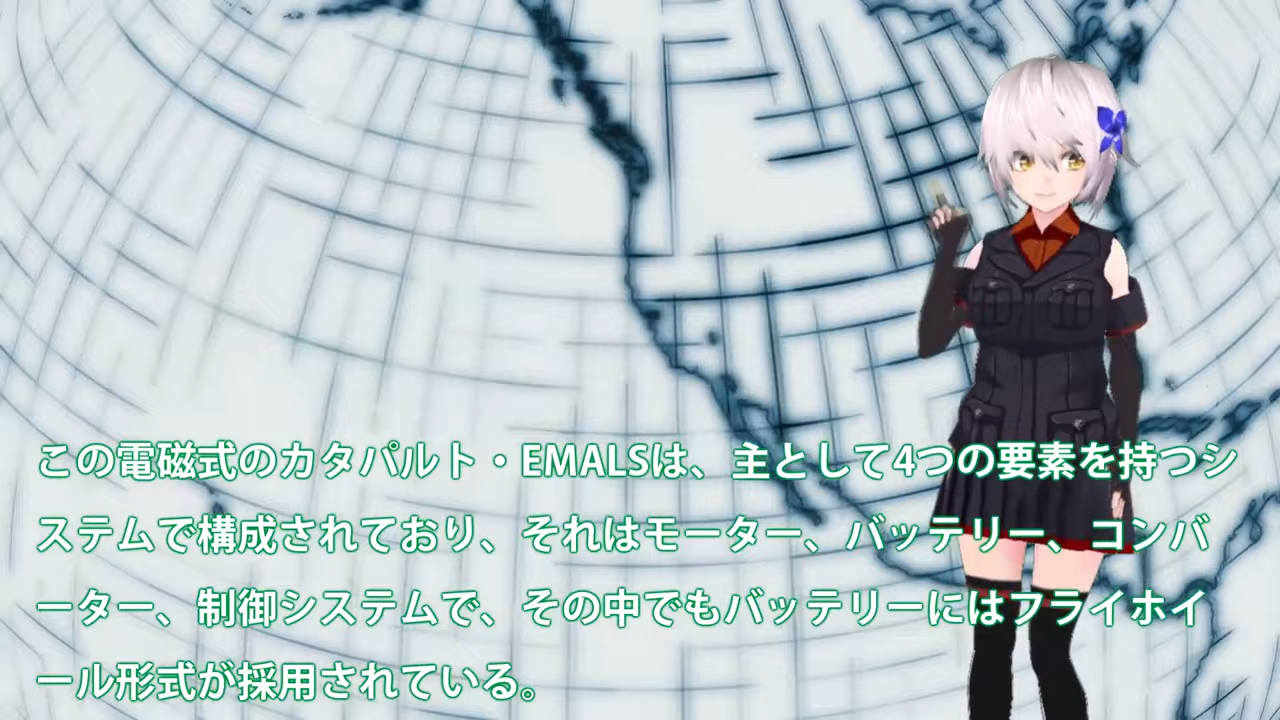 この電磁式のカタパルト・EMALSは、主として4つの要素を持つシ
ステムで構成されており、それはモーター、バッテリー、コンバ
ーター、制御システムで、その中でもバッテリーにはフライホイ
ール形式が採用されている。